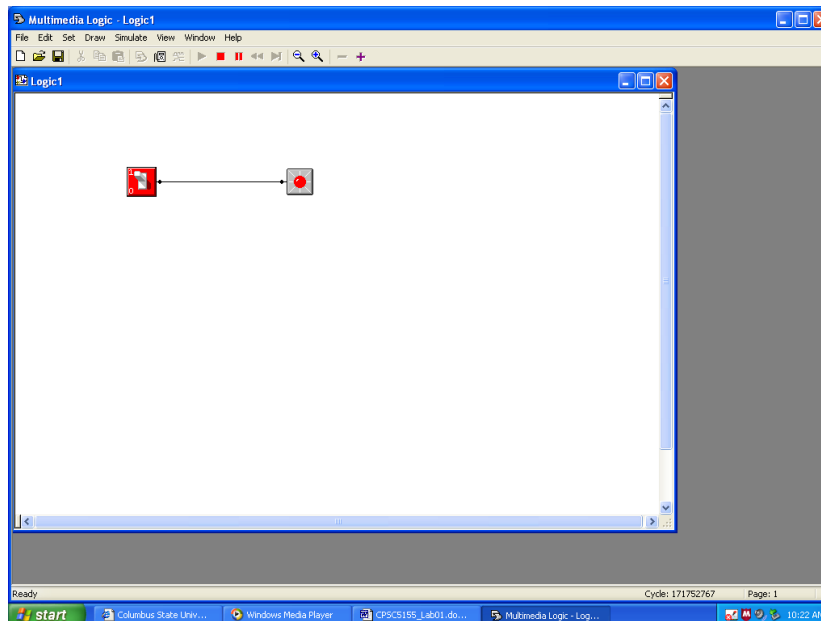 Multimedia Logic - Logic1
File Edit Set Draw Simulate View Window Help
Logic1
1
0
Ready
Cycle: 171752767
Page: 1
start
Columbus State Univ...
Windows Media Player
CPSC5155_Lab01.do...
Multimedia Logic - Log...
10:22 AM